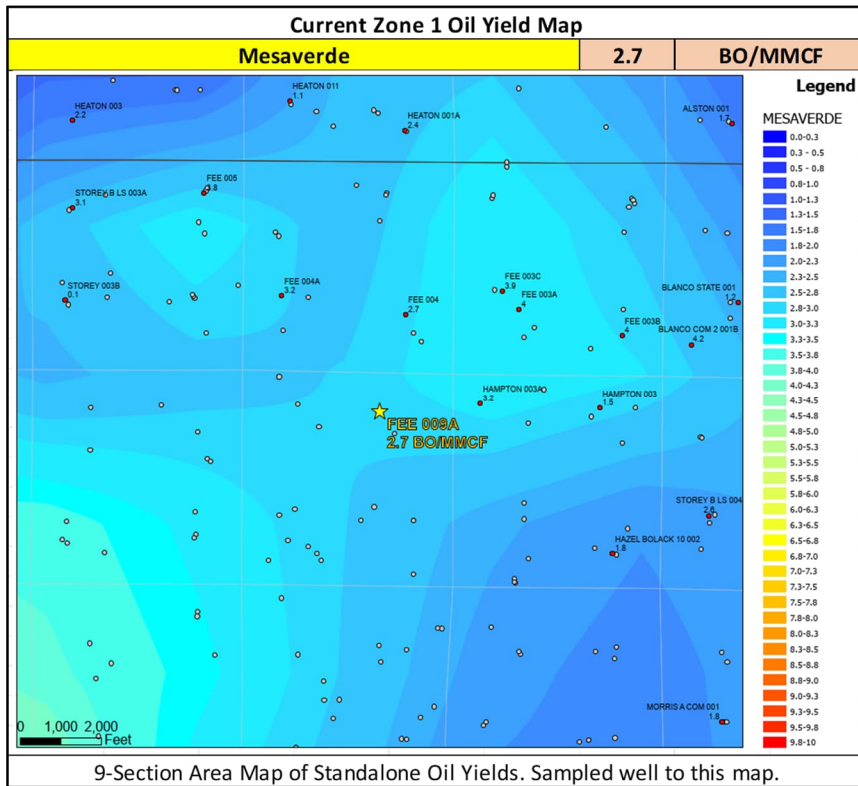 Current Zone 1 Oil Yield Map
Mesaverde 2.7 BO/MMCF
Legend
MESAVERDE
0.0-0.3
0.3 - 0.5
0.5 - 0.8
0.8-1.0
1.0-1.3
1.3-1.5
1.5-1.8
1.8-2.0
2.0-2.3
2.3-2.5
2.5-2.8
2.8-3.0
3.0-3.3
3.3-3.5
3.5-3.8
3.8-4.0
4.0-4.3
4.3-4.5
4.5-4.8
4.8-5.0
5.0-5.3
5.3-5.5
5.5-5.8
5.8-6.0
6.0-6.3
6.3-6.5
6.5-6.8
6.8-7.0
7.0-7.3
7.3-7.5
7.5-7.8
7.8-8.0
8.0-8.3
8.3-8.5
8.5-8.8
8.8-9.0
9.0-9.3
9.3-9.5
9.5-9.8
9.8-10
HEATON 003
2.2
HEATON 011
1.1
HEATON 001A
2.4
ALSTON 001
1.7
STOREY B LS 003A
3.1
FEE 005
3.8
STOREY 003B
0.1
FEE 004A
3.2
FEE 004
2.7
FEE 003C
3.9
FEE 003A
4
FEE 003B
4
BLANCO STATE 001
1.2
BLANCO COM 2 001B
4.2
HAMPTON 003A
3.2
HAMPTON 003
1.5
FEE 009A
2.7 BO/MMCF
STOREY B LS 004
2.6
HAZEL BOLACK 10 002
1.8
MORRIS A COM 001
1.8
0 1,000 2,000
Feet
9-Section Area Map of Standalone Oil Yields. Sampled well to this map.